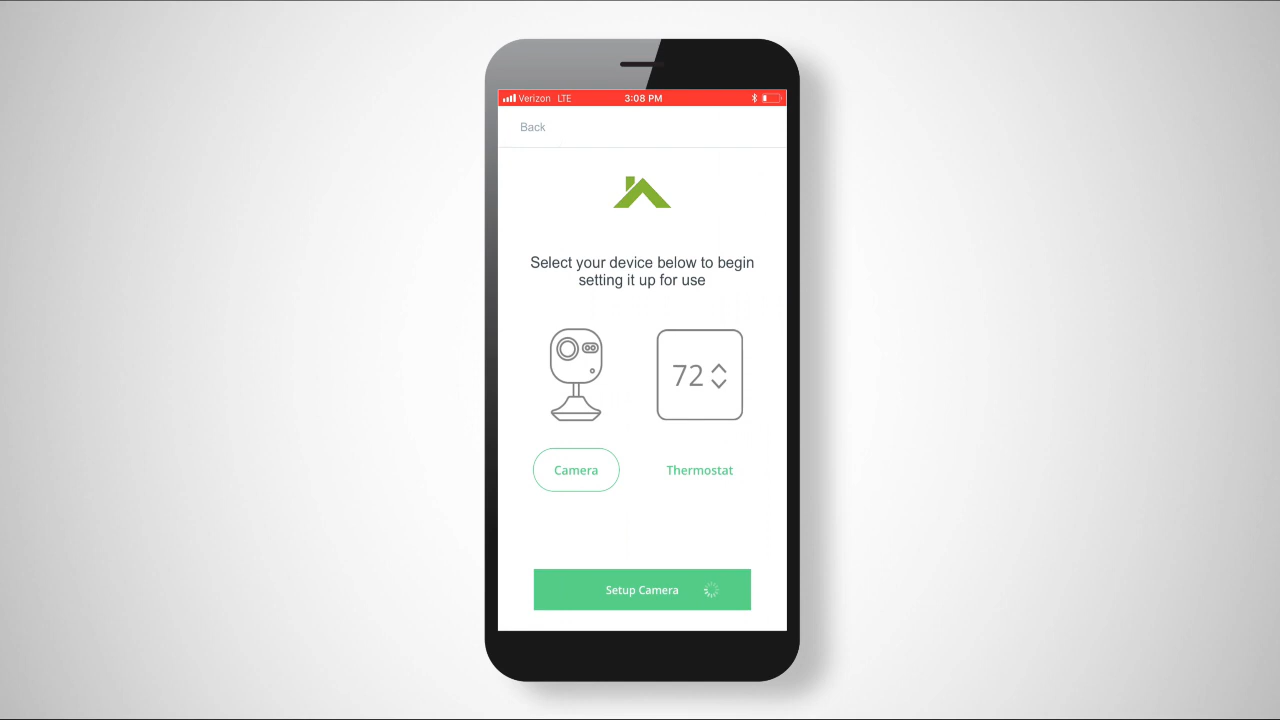 Verizon LTE 3:08 PM
Back
Select your device below to begin
setting it up for use
72
Camera Thermostat
Setup Camera